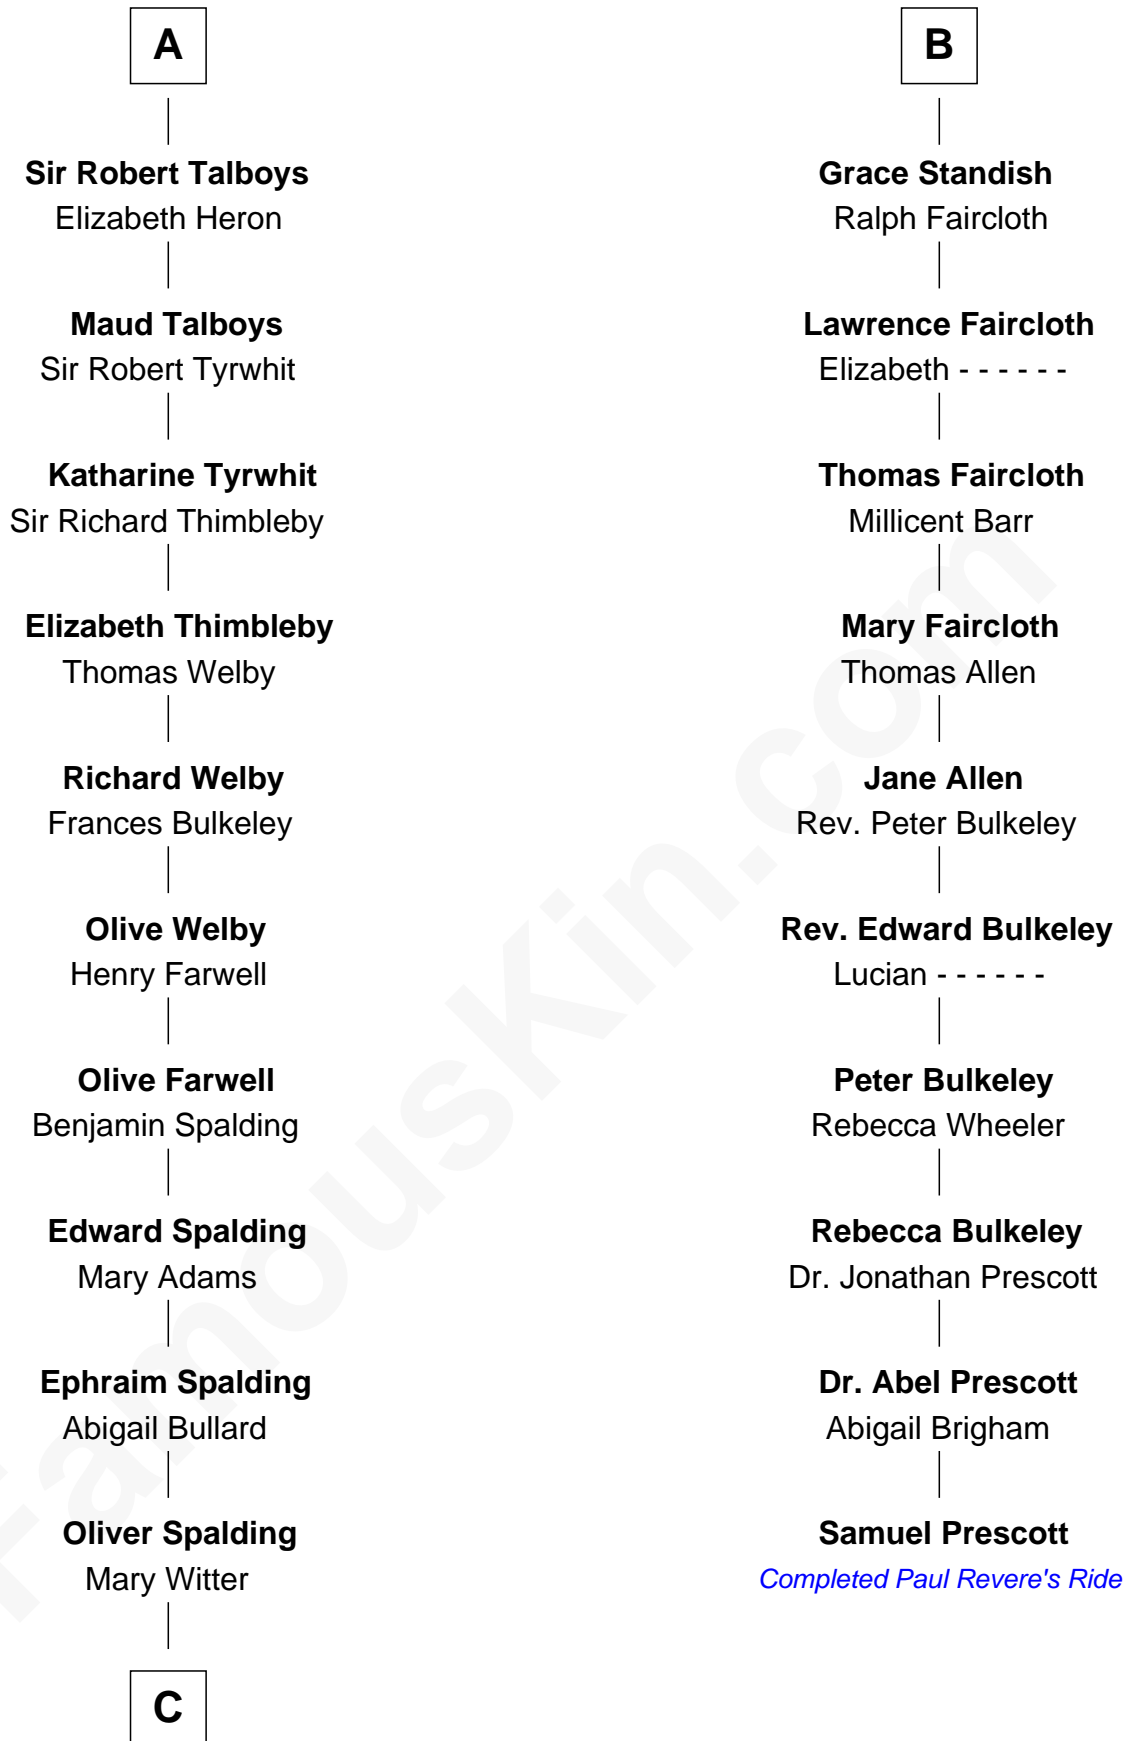 A
Sir Robert Talboys
Elizabeth Heron
Maud Talboys
Sir Robert Tyrwhit
Katharine Tyrwhit
Sir Richard Thimbleby
Elizabeth Thimbleby
Thomas Welby
Richard Welby
Frances Bulkeley
Olive Welby
Henry Farwell
Olive Farwell
Benjamin Spalding
Edward Spalding
Mary Adams
Ephraim Spalding
Abigail Bullard
Oliver Spalding
Mary Witter
C
B
Grace Standish
Ralph Faircloth
Lawrence Faircloth
Elizabeth - - - - - -
Thomas Faircloth
Millicent Barr
Mary Faircloth
Thomas Allen
Jane Allen
Rev. Peter Bulkeley
Rev. Edward Bulkeley
Lucian - - - - - -
Peter Bulkeley
Rebecca Wheeler
Rebecca Bulkeley
Dr. Jonathan Prescott
Dr. Abel Prescott
Abigail Brigham
Samuel Prescott
Completed Paul Revere's Ride
FamousKin.com